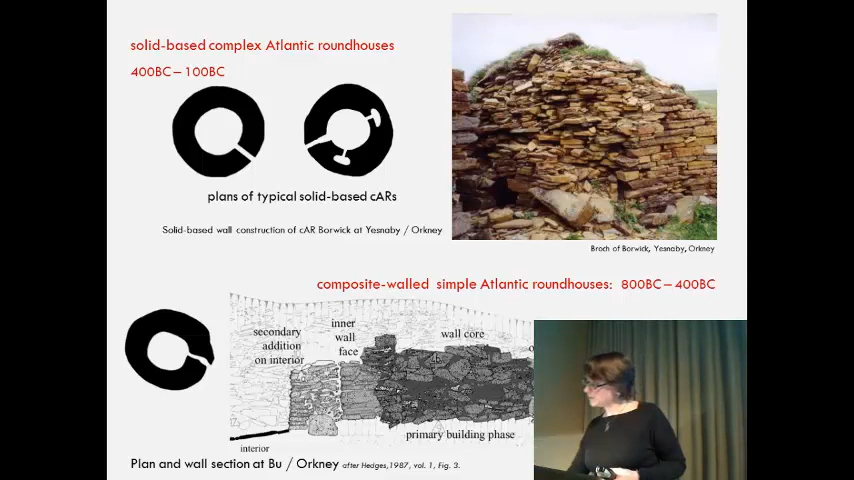 solid-based complex Atlantic roundhouses
400BC – 100BC
plans of typical solid-based cARs
Solid-based wall construction of cAR Borwick at Yesnaby / Orkney
Broch of Borwick, Yesnaby, Orkney
composite-walled simple Atlantic roundhouses: 800BC – 400BC
secondary
addition
on interior
inner
wall
face
wall core
primary building phase
interior
Plan and wall section at Bu / Orkney after Hedges,1987, vol. 1, Fig. 3.